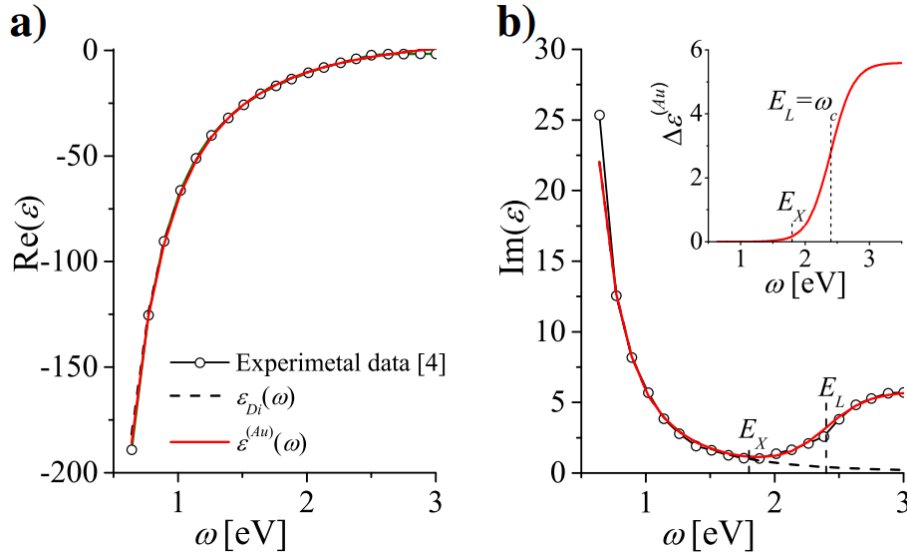 a)
0
-50
-100
-150
-200
Re(ε)
Experimetal data [4]
ε_Di(ω)
ε^(Au)(ω)
1
2
3
ω [eV]
b)
30
25
20
15
10
5
0
Im(ε)
E_X
E_L
1
2
3
ω [eV]
6
4
2
0
Δε^(Au)
E_L=ω_c
E_X
1
2
3
ω [eV]